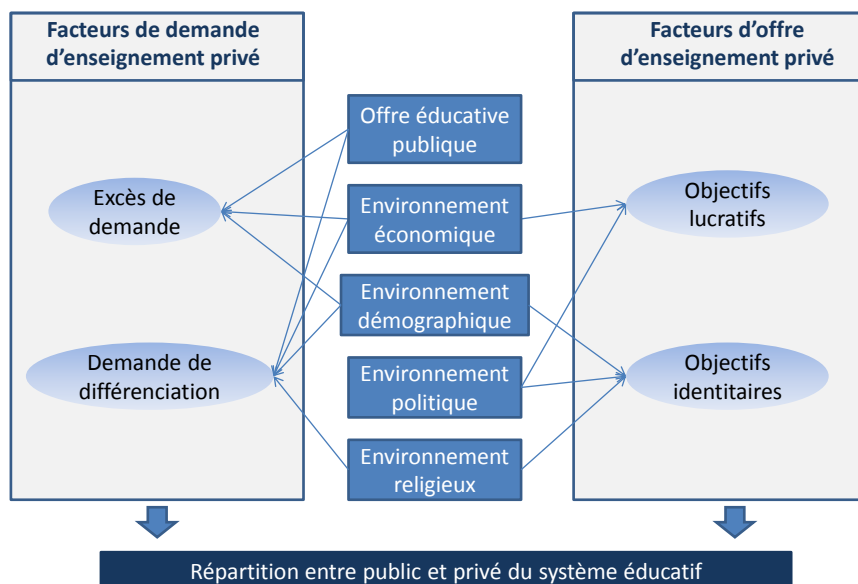 Facteurs de demande
d’enseignement privé
Excès de
demande
Demande de
différenciation
Offre éducative
publique
Environnement
économique
Environnement
démographique
Environnement
politique
Environnement
religieux
Facteurs d’offre
d’enseignement privé
Objectifs
lucratifs
Objectifs
identitaires
Répartition entre public et privé du système éducatif